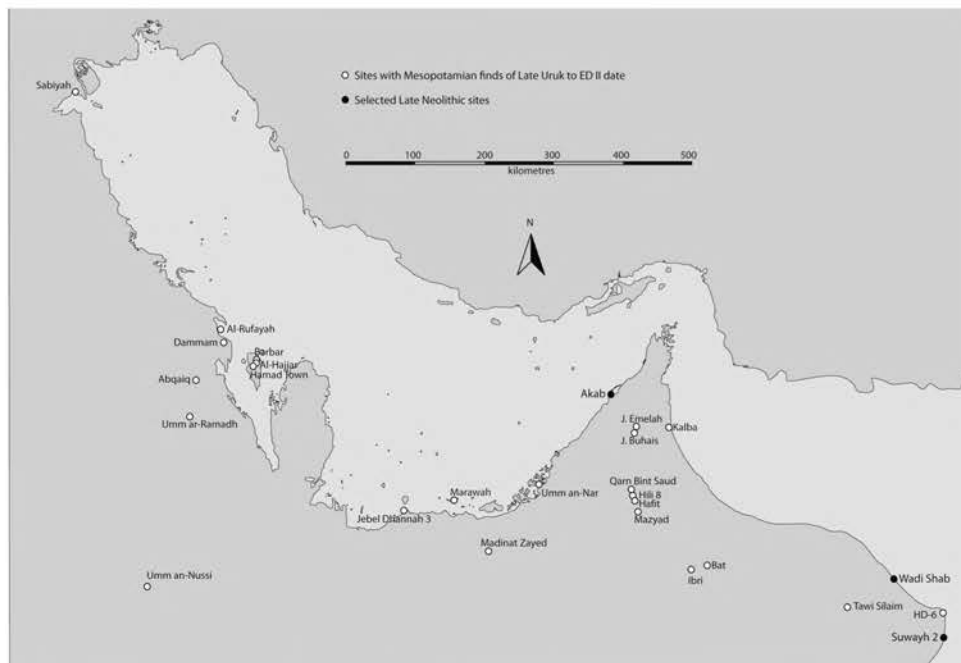 Sabiyah
Sites with Mesopotamian finds of Late Uruk to ED II date
Selected Late Neolithic sites
0 100 200 300 400 500
kilometres
N
Al-Rufayah
Dammam
Barbar
Al-Hajjar
Hamad Town
Abqaiq
Umm ar-Ramadh
Akab
J. Emelah
Kalba
J. Buhais
Qarn Bint Saud
Hili 8
Hafit
Mazyad
Marawah
Umm an-Nar
Jebel Dhannah 3
Madinat Zayed
Umm an-Nussi
Bat
Ibri
Wadi Shab
Tawi Silaim
HD-6
Suwayh 2